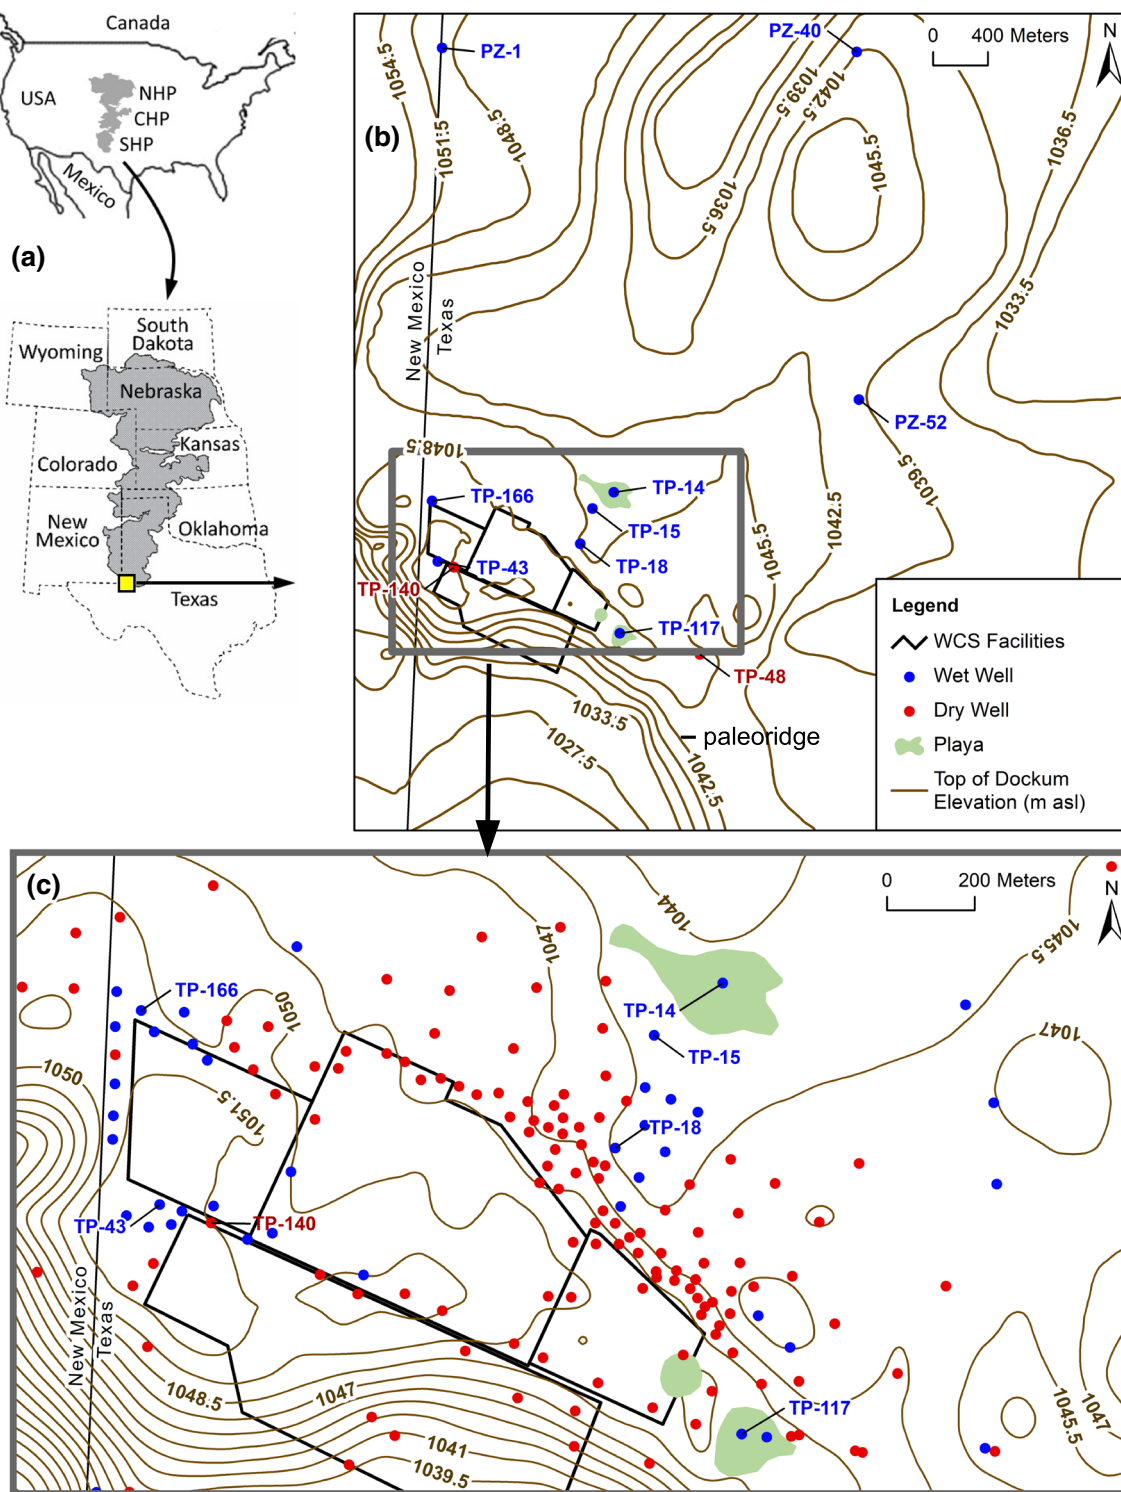 Canada
USA
NHP
CHP
SHP
Mexico
(a)
South
Dakota
Wyoming
Nebraska
Kansas
Colorado
New
Mexico
Oklahoma
Texas
(b)
PZ-1
PZ-40
0 400 Meters
N
1054.5
1051.5
1048.5
1039.5
1042.5
1045.5
1036.5
1036.5
1033.5
New Mexico
Texas
PZ-52
1039.5
1042.5
1048.5
1045.5
TP-166
TP-14
TP-15
TP-18
TP-43
TP-140
TP-117
TP-48
1033.5
1027.5
1042.5
paleoridge
Legend
WCS Facilities
Wet Well
Dry Well
Playa
Top of Dockum
Elevation (m asl)
(c)
0 200 Meters
N
1044
1047
1045.5
TP-166
1050
TP-14
TP-15
1047
1050
1051.5
TP-18
TP-43
TP-140
New Mexico
Texas
1048.5
1047
TP-117
1045.5
1047
1041
1039.5